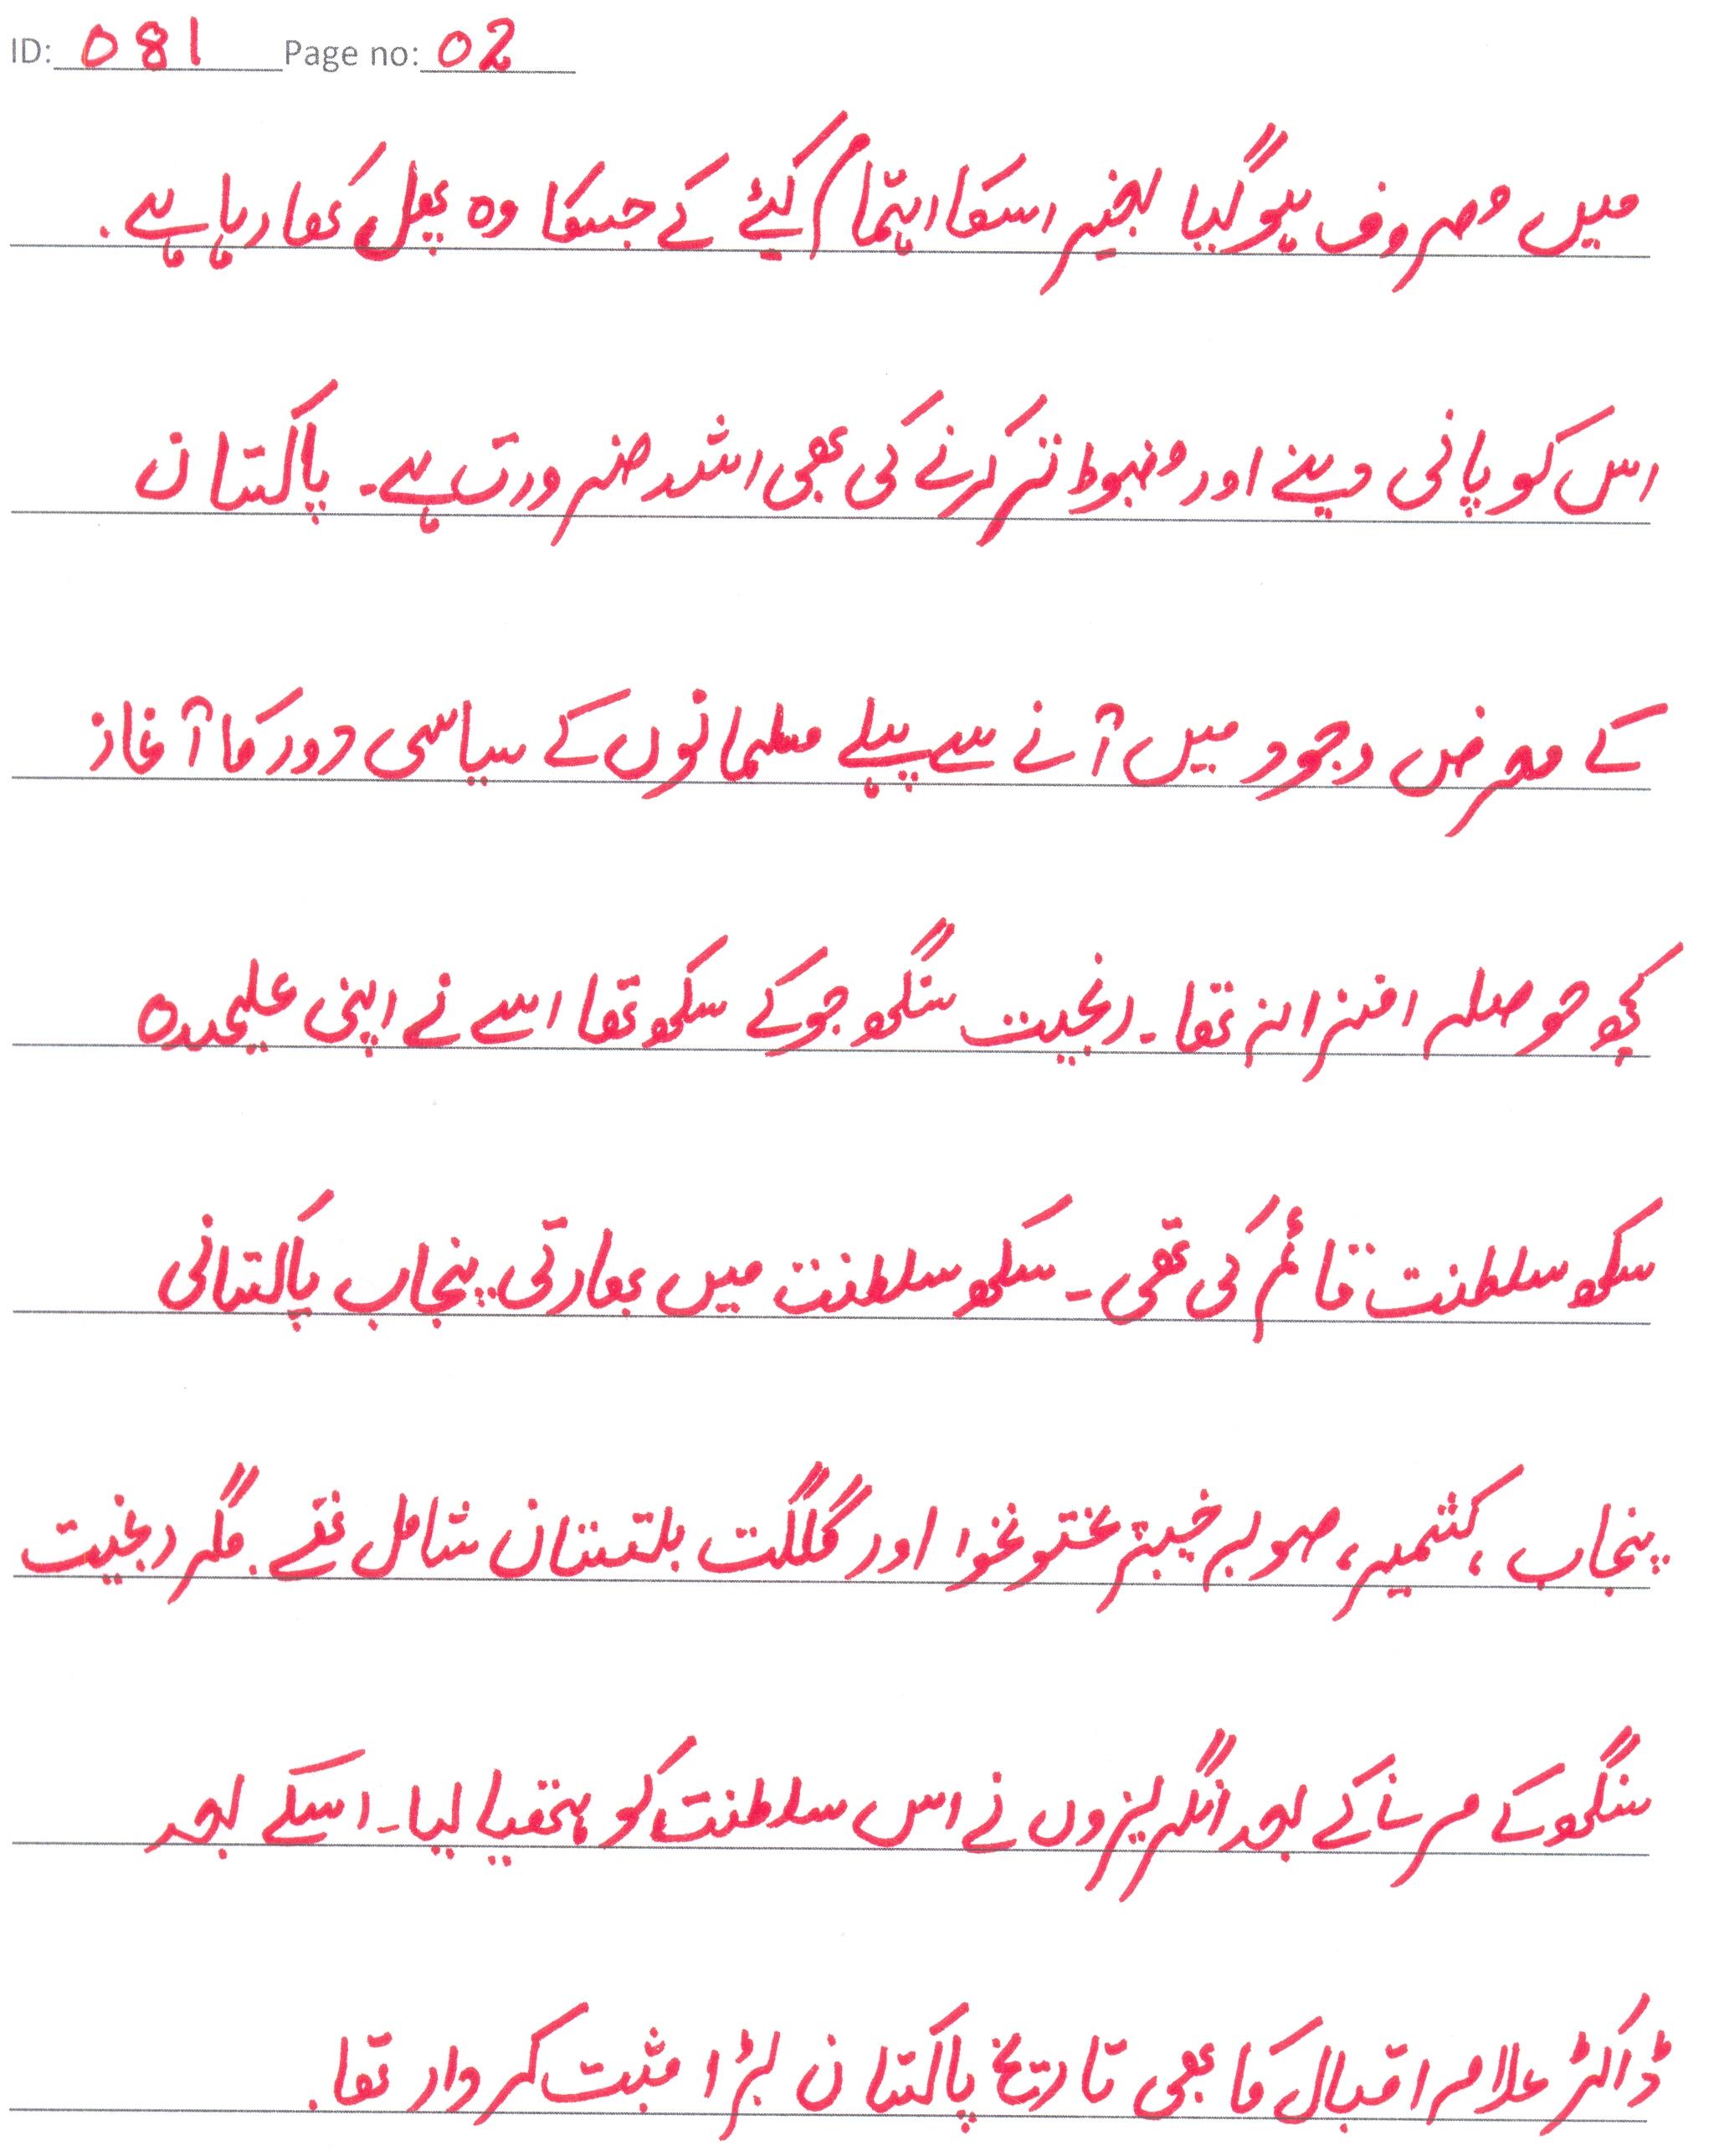 ID: 081 Page no: 02
میں مصروف ہوگیا بغیر اسکا اہتمام کئیے کے جسکا وہ پھل کھا رہا ہے.
اس کو پانی دینے اور مضبوط تر کرنے کی بھی اشد ضرورت ہے۔ پاکستان
کے معرض وجود میں آنے سے پہلے مسلمانوں کے سیاسی دور کا آغاز
کچھ حوصلہ افزا نہ تھا۔ رنجیت سنگھ جوکے سکھ تھا اسے نے اپنی علیحدہ
سکھ سلطنت قائم کی تھی۔ سکھ سلطنت میں بھارتی پنجاب پاکستانی
پنجاب، کشمیر، صوبہ خیبر پختونخوا اور گلگت بلتستان شامل تھے. مگر رنجیت
سنگھ کے مرنے کے بعد انگریزوں نے اس سلطنت کو ہتھیا لیا۔ اسکے بعد
ڈاکٹر علامہ اقبال کا بھی تاریخ پاکستان بڑا مثبت کردار تھا.